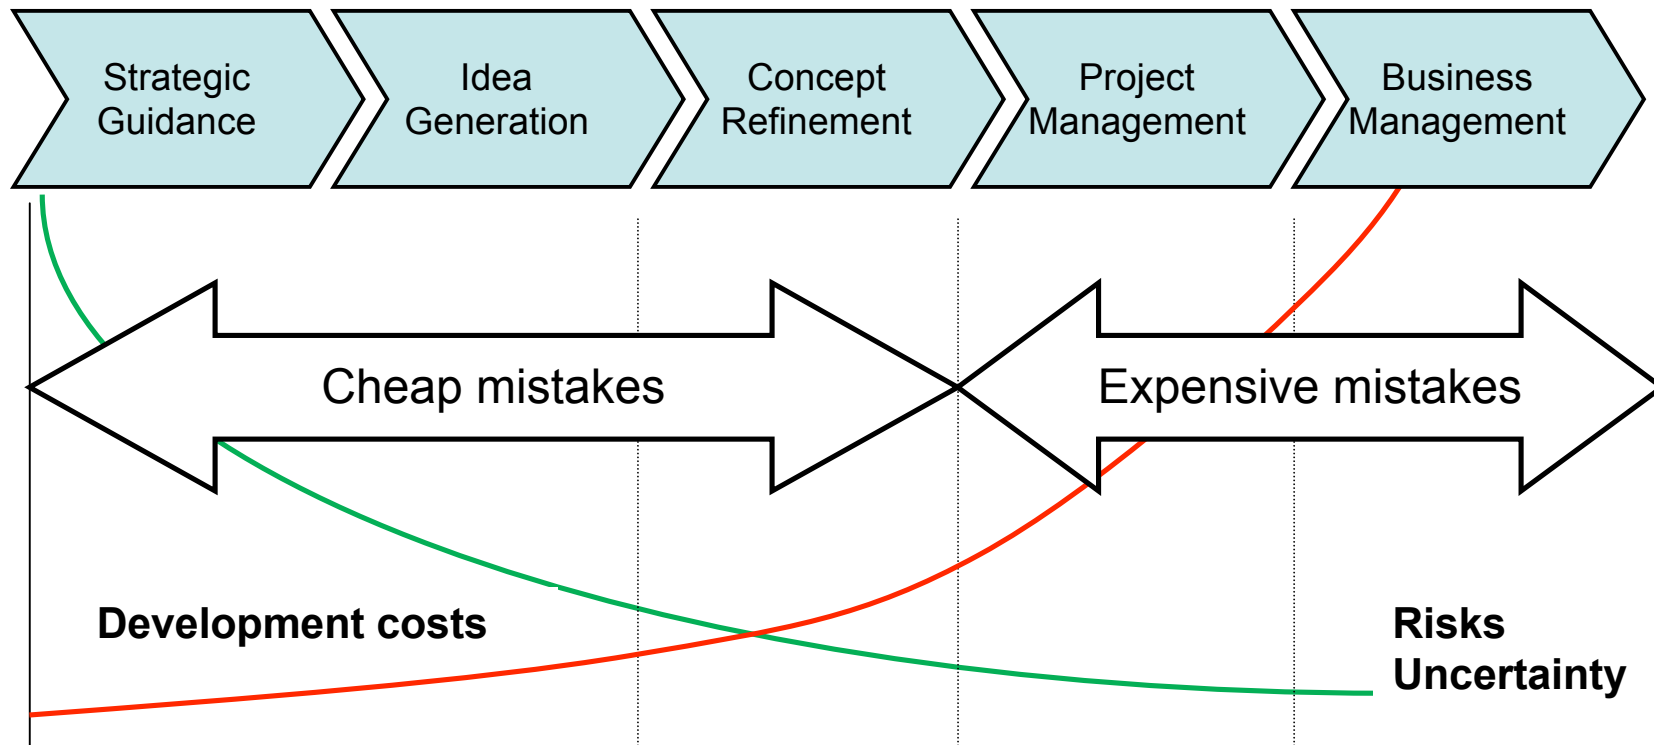 Strategic
Guidance
Idea
Generation
Concept
Refinement
Project
Management
Business
Management
Cheap mistakes
Expensive mistakes
Development costs
Risks
Uncertainty